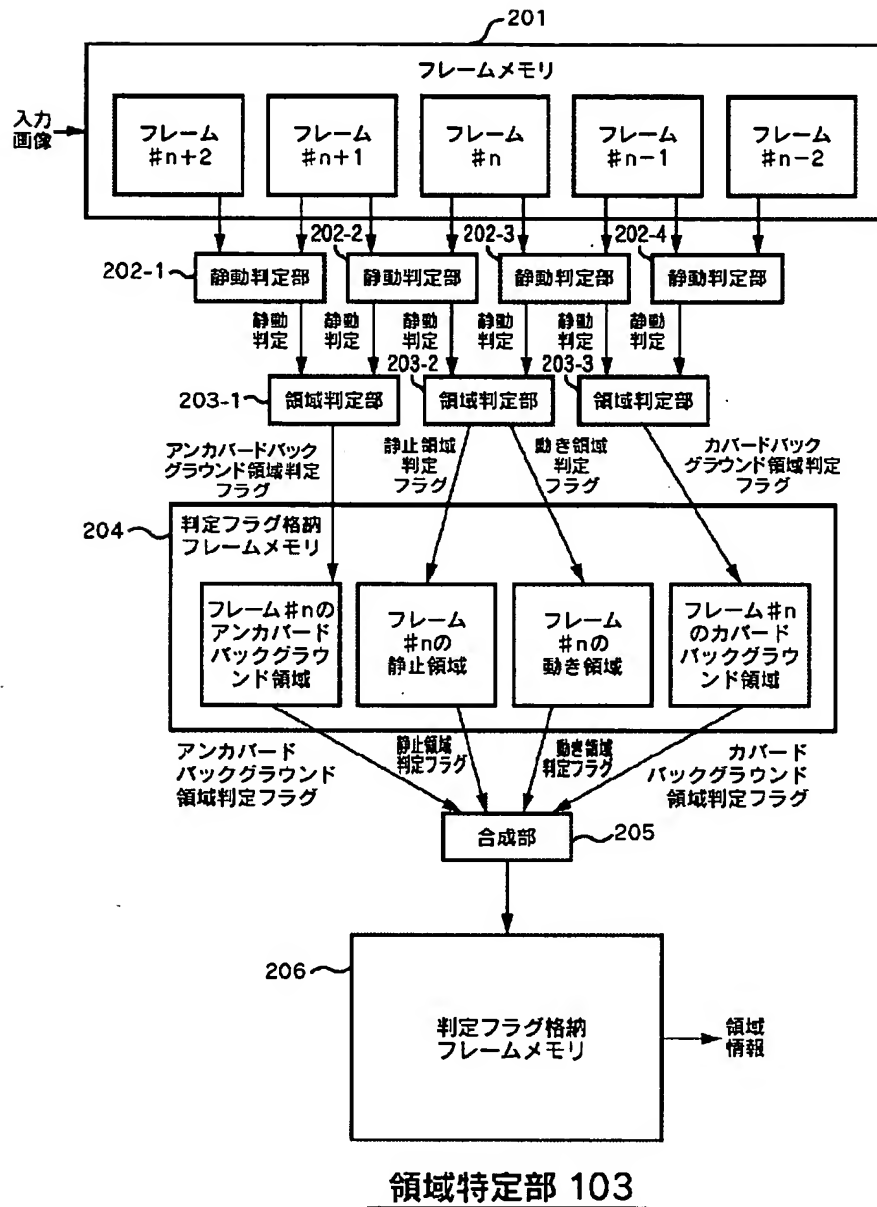 201
フレームメモリ
入力
画像
フレーム
#n+2
フレーム
#n+1
フレーム
#n
フレーム
#n-1
フレーム
#n-2
202-1
静動判定部
202-2
静動判定部
202-3
静動判定部
202-4
静動判定部
静動
判定
静動
判定
静動
判定
静動
判定
静動
判定
静動
判定
203-1
領域判定部
203-2
領域判定部
203-3
領域判定部
アンカバードバック
グラウンド領域判定
フラグ
静止領域
判定
フラグ
動き領域
判定
フラグ
カバードバック
グラウンド領域判定
フラグ
204
判定フラグ格納
フレームメモリ
フレーム#nの
アンカバード
バックグラウ
ンド領域
フレーム
#nの
静止領域
フレーム
#nの
動き領域
フレーム#n
のカバード
バックグラウ
ンド領域
アンカバード
バックグラウンド
領域判定フラグ
静止領域
判定フラグ
動き領域
判定フラグ
カバード
バックグラウンド
領域判定フラグ
合成部
205
206
判定フラグ格納
フレームメモリ
領域
情報
領域特定部 103